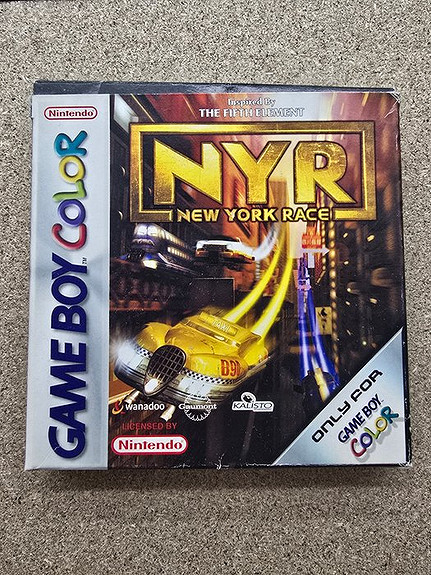 Nintendo
GAME BOY COLOR
TM
Inspired By
THE FIFTH ELEMENT
NYR
NEW YORK RACE
wanadoo
Gaumont
KALISTO
LICENSED BY
Nintendo
ONLY FOR
GAME BOY
COLOR